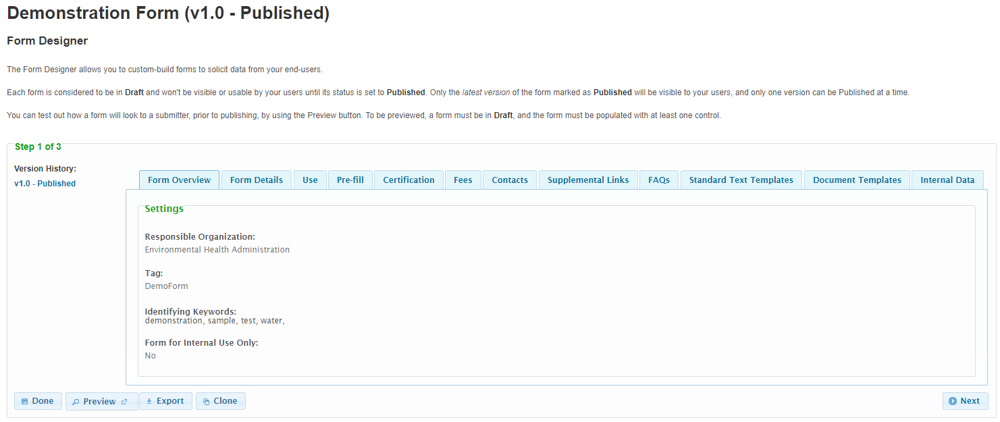 Demonstration Form (v1.0 - Published)
Form Designer
The Form Designer allows you to custom-build forms to solicit data from your end-users.
Each form is considered to be in Draft and won't be visible or usable by your users until its status is set to Published. Only the latest version of the form marked as Published will be visible to your users, and only one version can be Published at a time.
You can test out how a form will look to a submitter, prior to publishing, by using the Preview button. To be previewed, a form must be in Draft, and the form must be populated with at least one control.
Step 1 of 3
Version History:
v1.0 - Published
Form Overview Form Details Use Pre-fill Certification Fees Contacts Supplemental Links FAQs Standard Text Templates Document Templates Internal Data
Settings
Responsible Organization:
Environmental Health Administration
Tag:
DemoForm
Identifying Keywords:
demonstration, sample, test, water,
Form for Internal Use Only:
No
Done Preview Export Clone Next